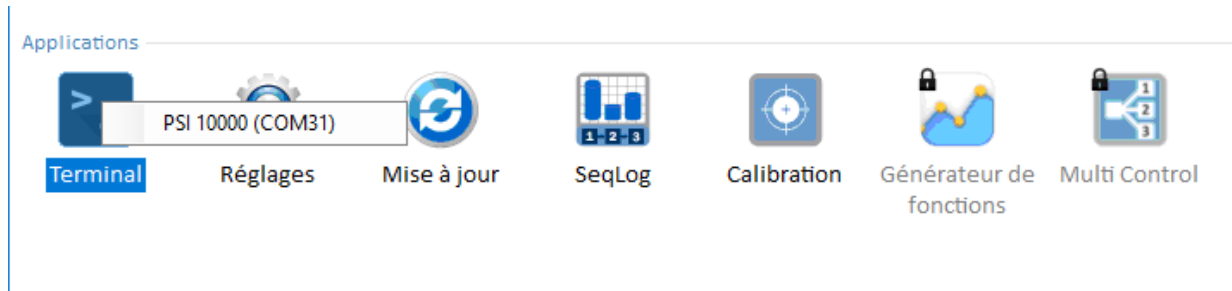 Applications
PSI 10000 (COM31)
1-2-3
1
2
3
Terminal
Réglages
Mise à jour
SeqLog
Calibration
Générateur de
fonctions
Multi Control